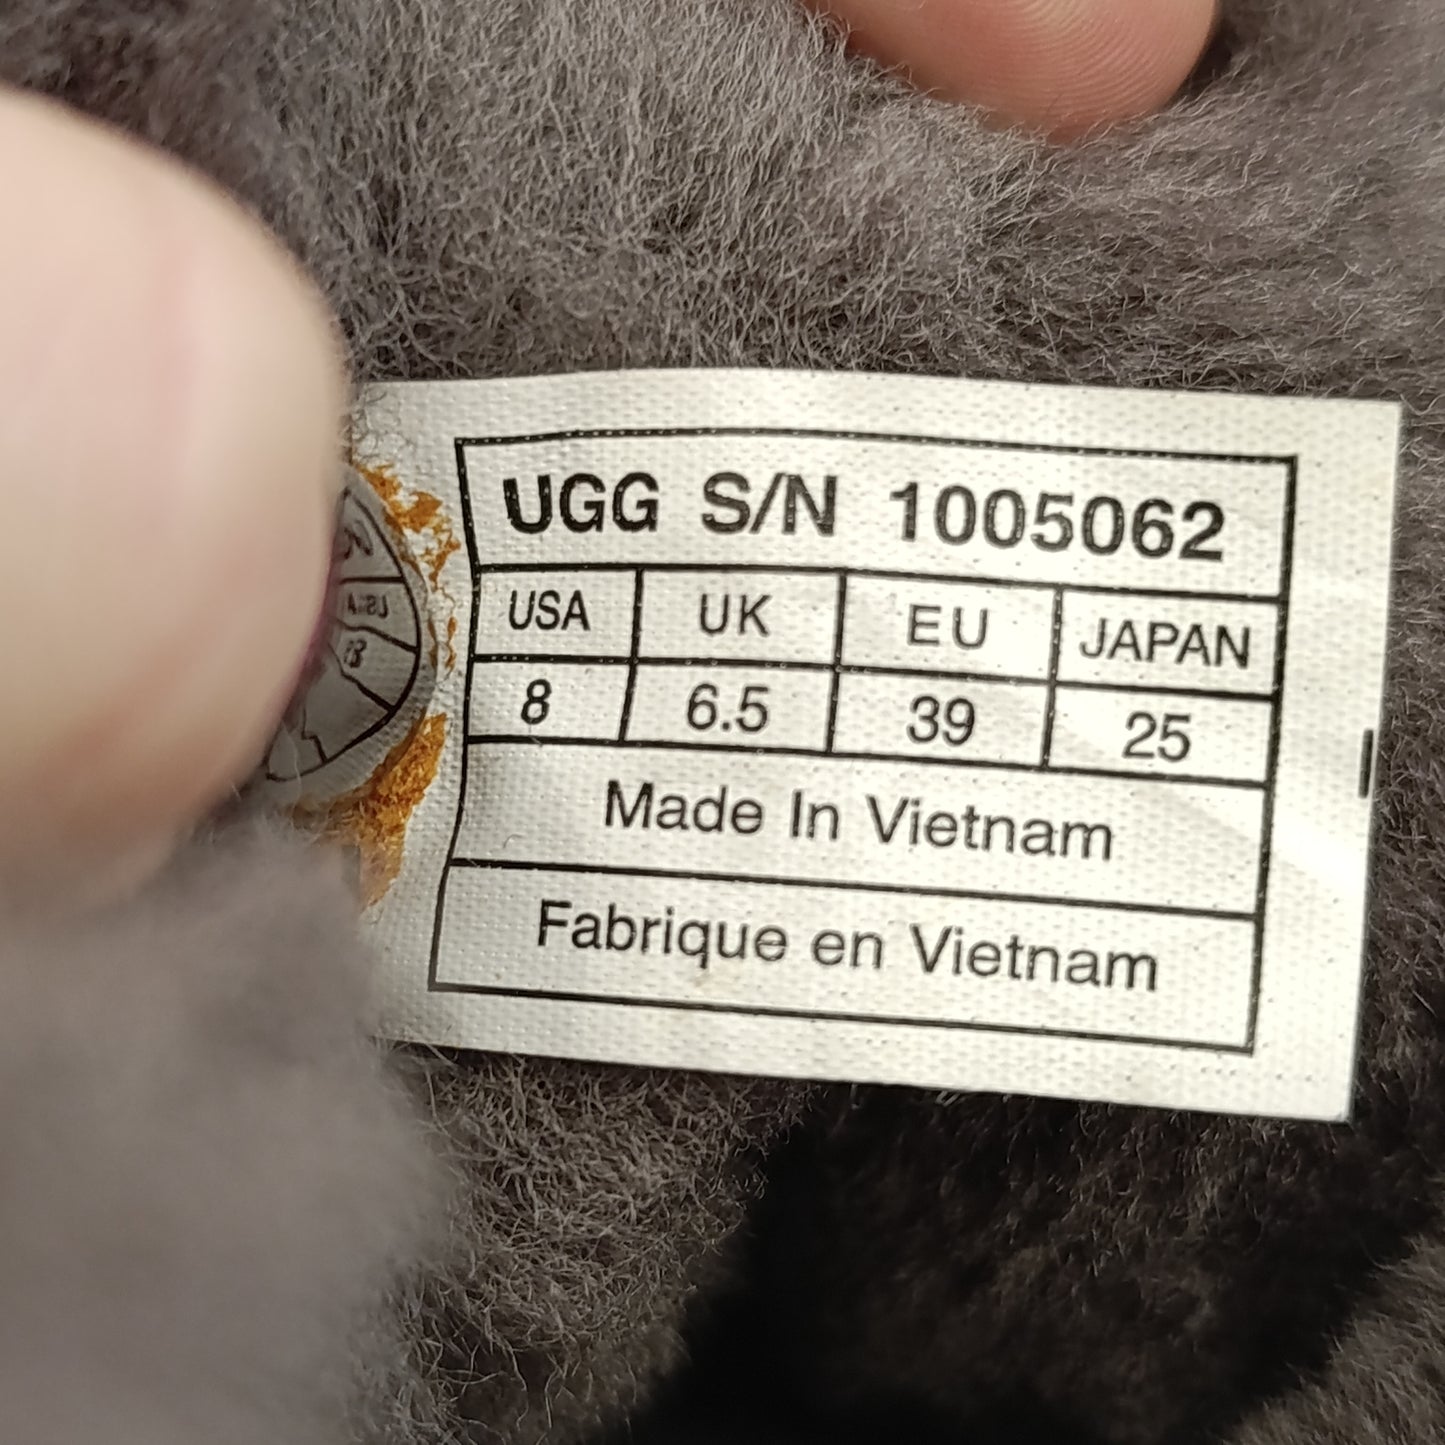 UGG S/N 1005062
USA UK EU JAPAN
8 6.5 39 25
Made In Vietnam
Fabrique en Vietnam